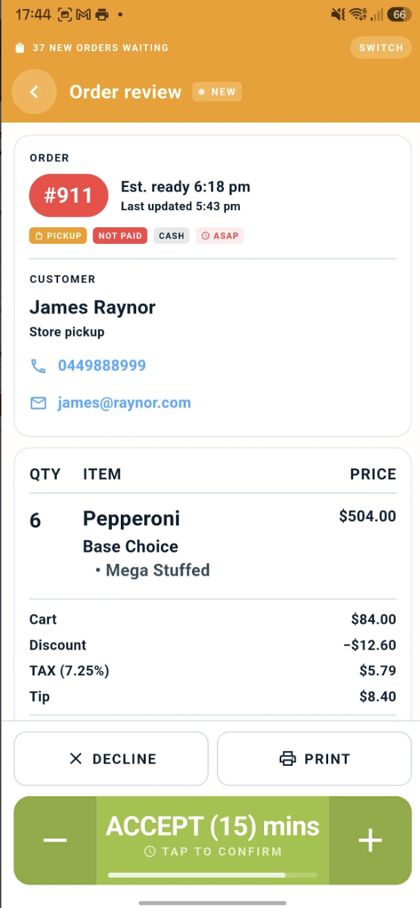 17:44
66
37 NEW ORDERS WAITING
SWITCH
Order review
NEW
ORDER
#911
Est. ready 6:18 pm
Last updated 5:43 pm
PICKUP
NOT PAID
CASH
ASAP
CUSTOMER
James Raynor
Store pickup
0449888999
james@raynor.com
QTY ITEM PRICE
6 Pepperoni $504.00
Base Choice
• Mega Stuffed
Cart $84.00
Discount −$12.60
TAX (7.25%) $5.79
Tip $8.40
DECLINE
PRINT
− ACCEPT (15) mins +
TAP TO CONFIRM